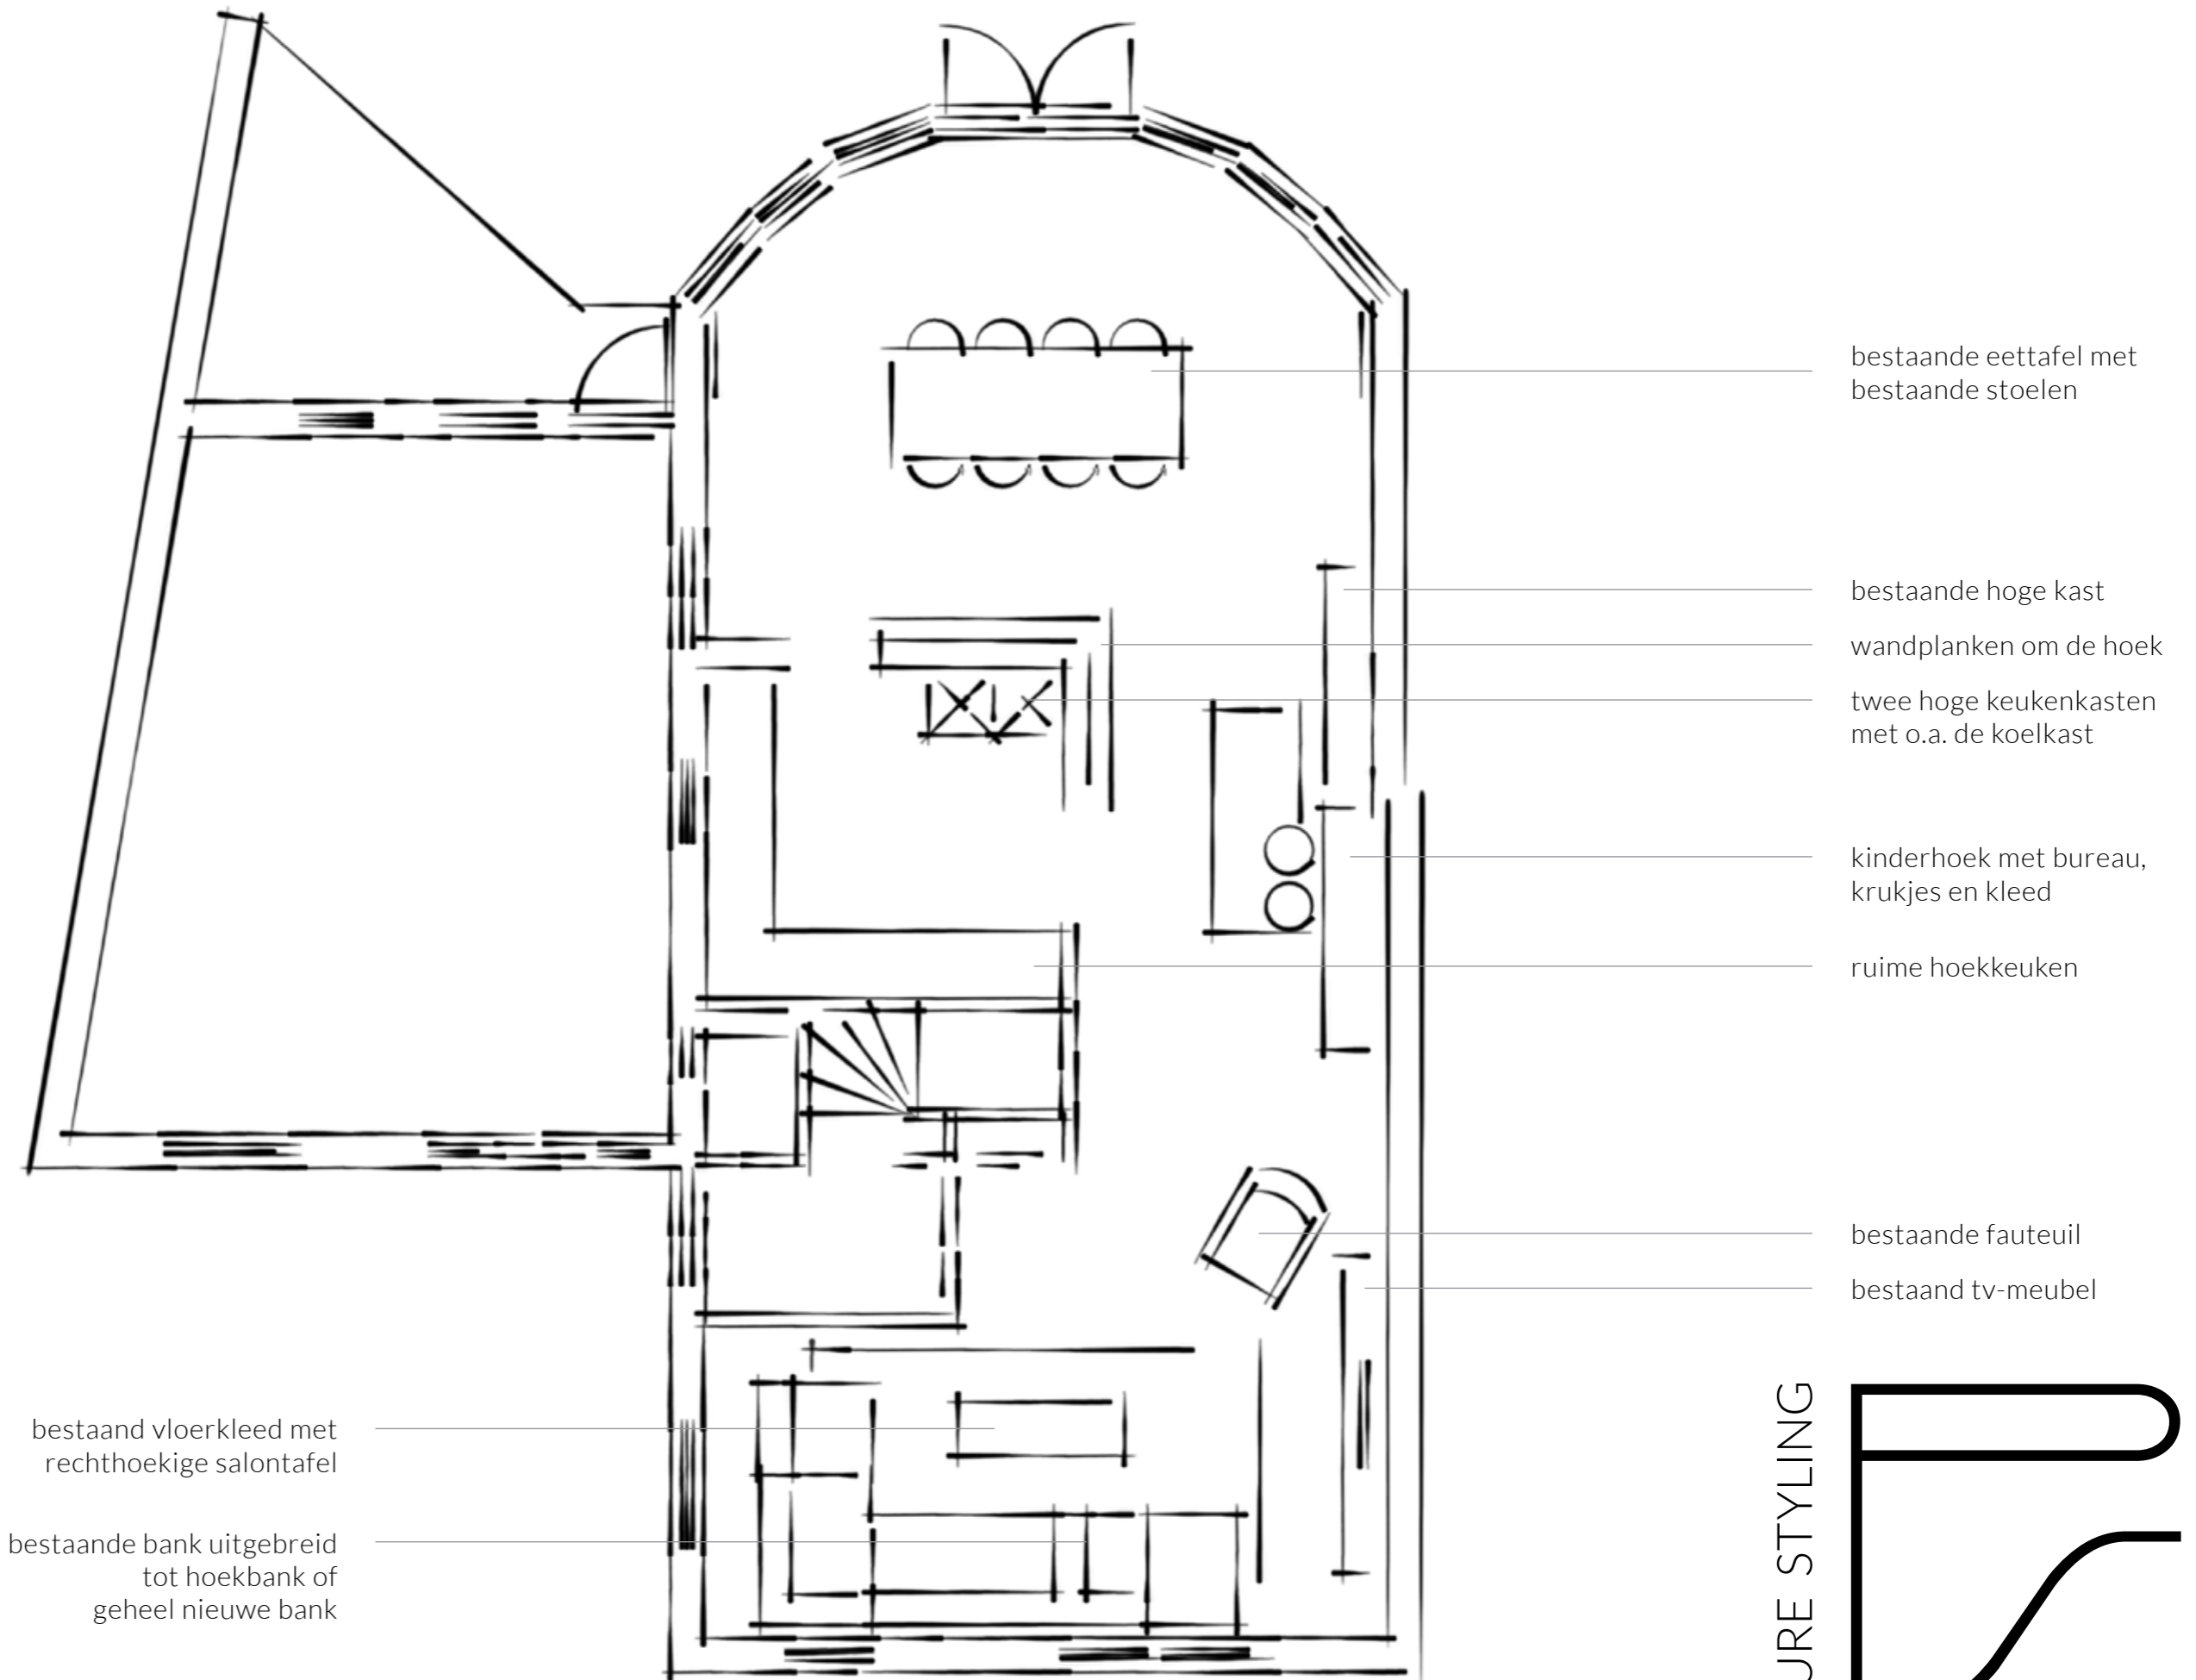 bestaande eettafel met
bestaande stoelen
bestaande hoge kast
wandplanken om de hoek
twee hoge keukenkasten
met o.a. de koelkast
kinderhoek met bureau,
krukjes en kleed
ruime hoekkeuken
bestaande fauteuil
bestaand tv-meubel
bestaand vloerkleed met
rechthoekige salontafel
bestaande bank uitgebreid
tot hoekbank of
geheel nieuwe bank
STYLING